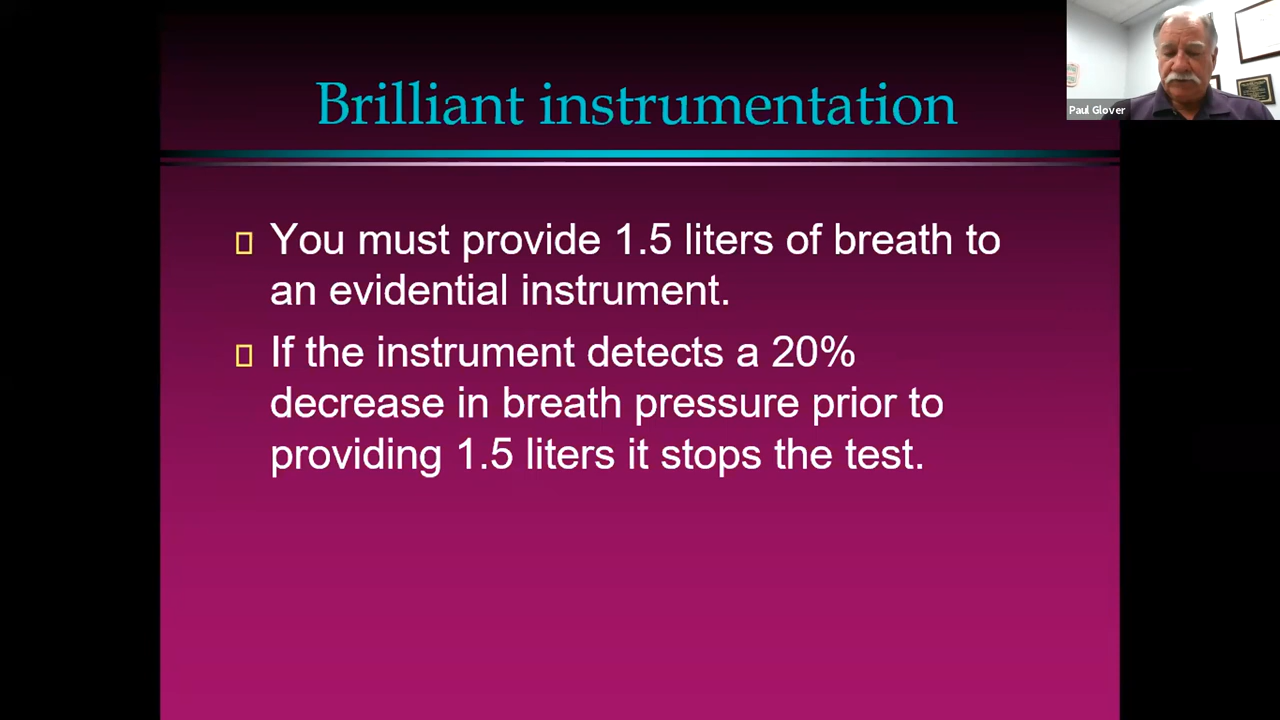 Brilliant instrumentation
Paul Glover
You must provide 1.5 liters of breath to
an evidential instrument.
If the instrument detects a 20%
decrease in breath pressure prior to
providing 1.5 liters it stops the test.